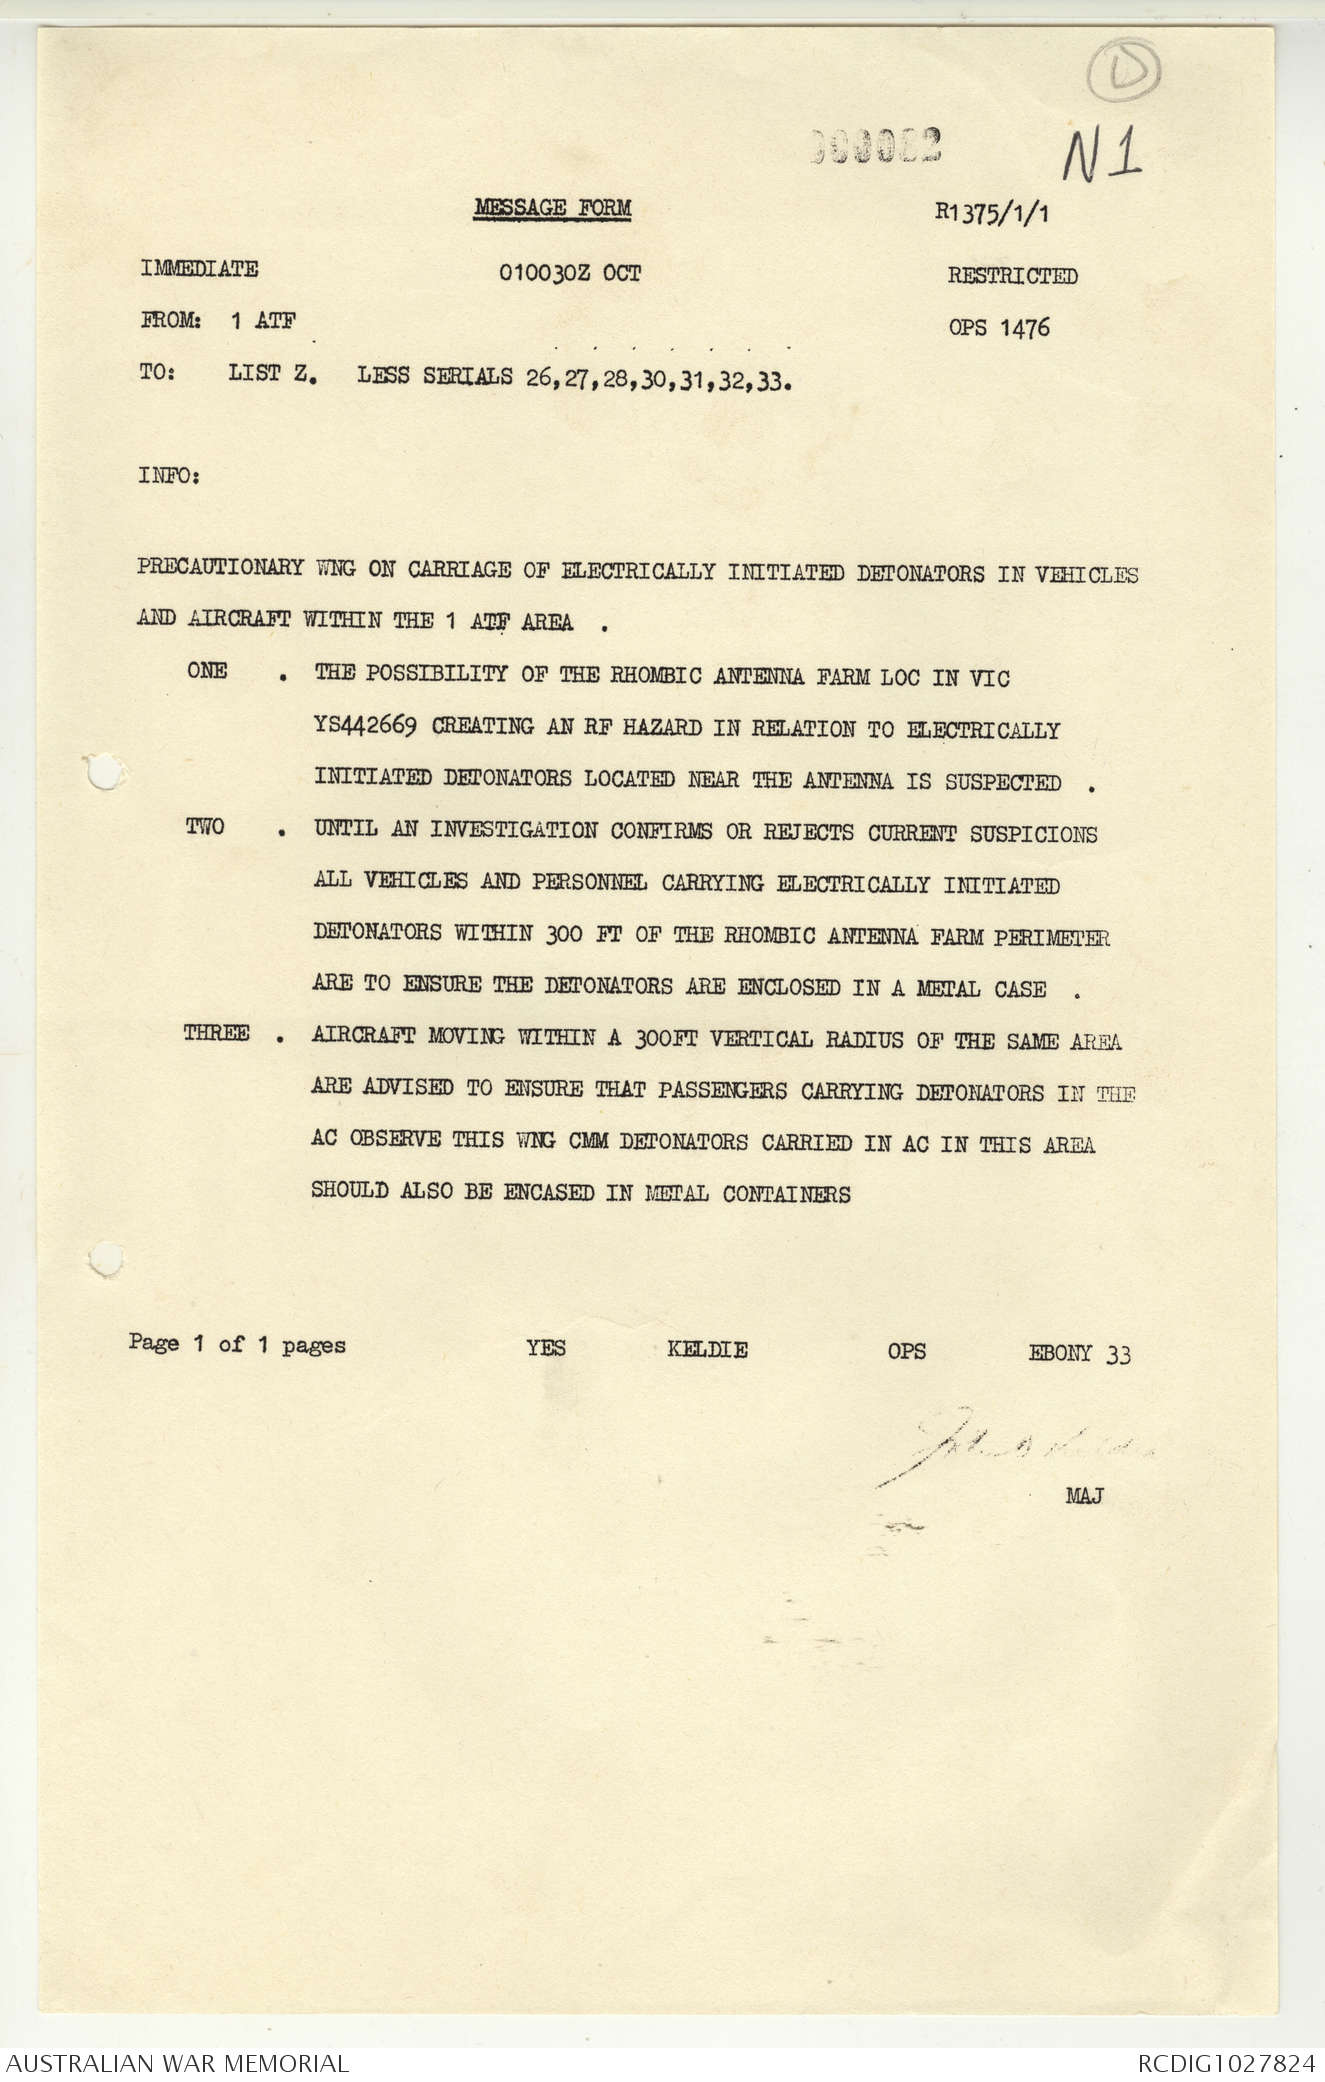 D
N1
MESSAGE FORM
R1375/1/1
IMMEDIATE 010030Z OCT RESTRICTED
FROM: 1 ATF OPS 1476
TO: LIST Z. LESS SERIALS 26,27,28,30,31,32,33.
INFO:
PRECAUTIONARY WNG ON CARRIAGE OF ELECTRICALLY INITIATED DETONATORS IN VEHICLES
AND AIRCRAFT WITHIN THE 1 ATF AREA .
ONE . THE POSSIBILITY OF THE RHOMBIC ANTENNA FARM LOC IN VIC
YS442669 CREATING AN RF HAZARD IN RELATION TO ELECTRICALLY
INITIATED DETONATORS LOCATED NEAR THE ANTENNA IS SUSPECTED .
TWO . UNTIL AN INVESTIGATION CONFIRMS OR REJECTS CURRENT SUSPICIONS
ALL VEHICLES AND PERSONNEL CARRYING ELECTRICALLY INITIATED
DETONATORS WITHIN 300 FT OF THE RHOMBIC ANTENNA FARM PERIMETER
ARE TO ENSURE THE DETONATORS ARE ENCLOSED IN A METAL CASE .
THREE . AIRCRAFT MOVING WITHIN A 300FT VERTICAL RADIUS OF THE SAME AREA
ARE ADVISED TO ENSURE THAT PASSENGERS CARRYING DETONATORS IN THE
AC OBSERVE THIS WNG CMM DETONATORS CARRIED IN AC IN THIS AREA
SHOULD ALSO BE ENCASED IN METAL CONTAINERS
Page 1 of 1 pages YES KELDIE OPS EBONY 33
MAJ
AUSTRALIAN WAR MEMORIAL RCDIG1027824